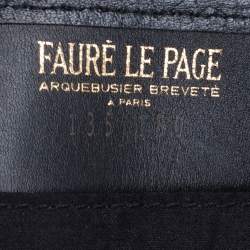 FAURÉ LE PAGE
ARQUEBUSIER BREVETÉ
A PARIS